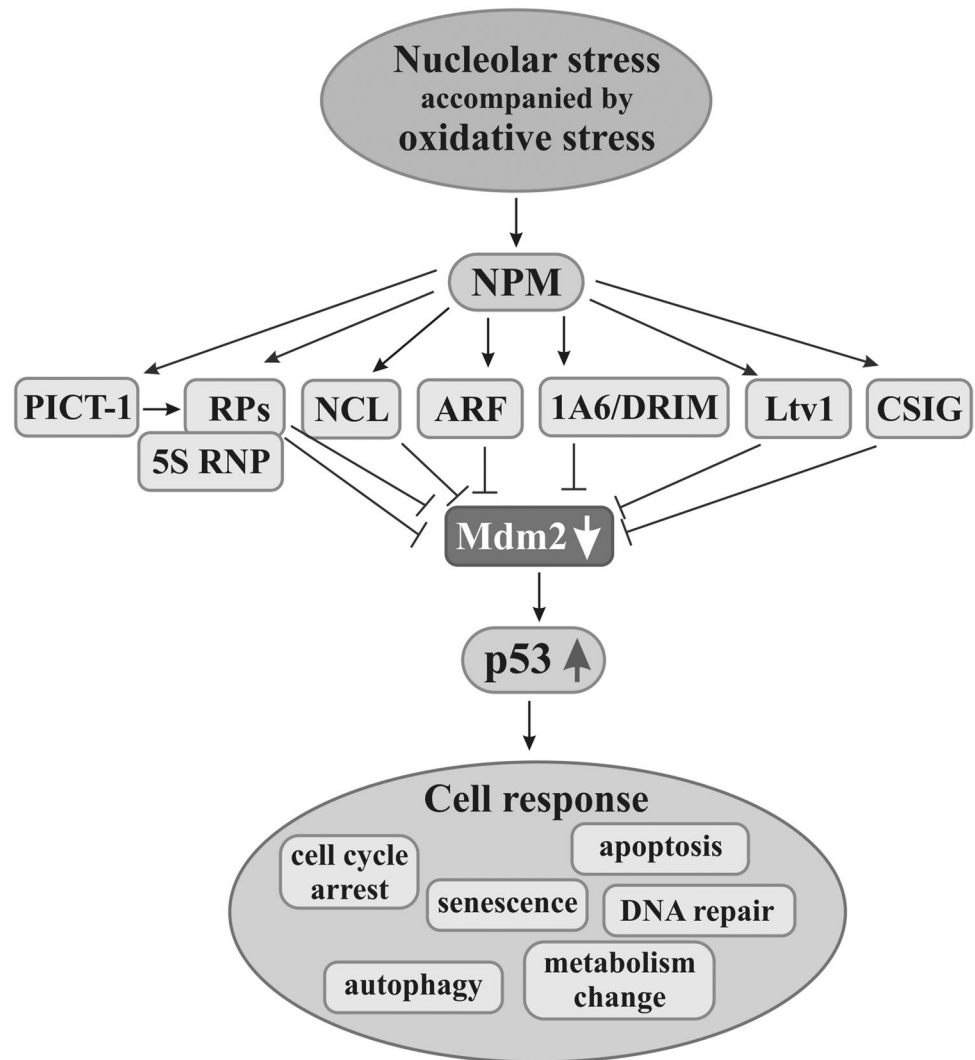 Nucleolar stress
accompanied by
oxidative stress
NPM
PICT-1
RPs
NCL
ARF
1A6/DRIM
Ltv1
CSIG
5S RNP
Mdm2
p53
Cell response
cell cycle
arrest
apoptosis
senescence
DNA repair
autophagy
metabolism
change